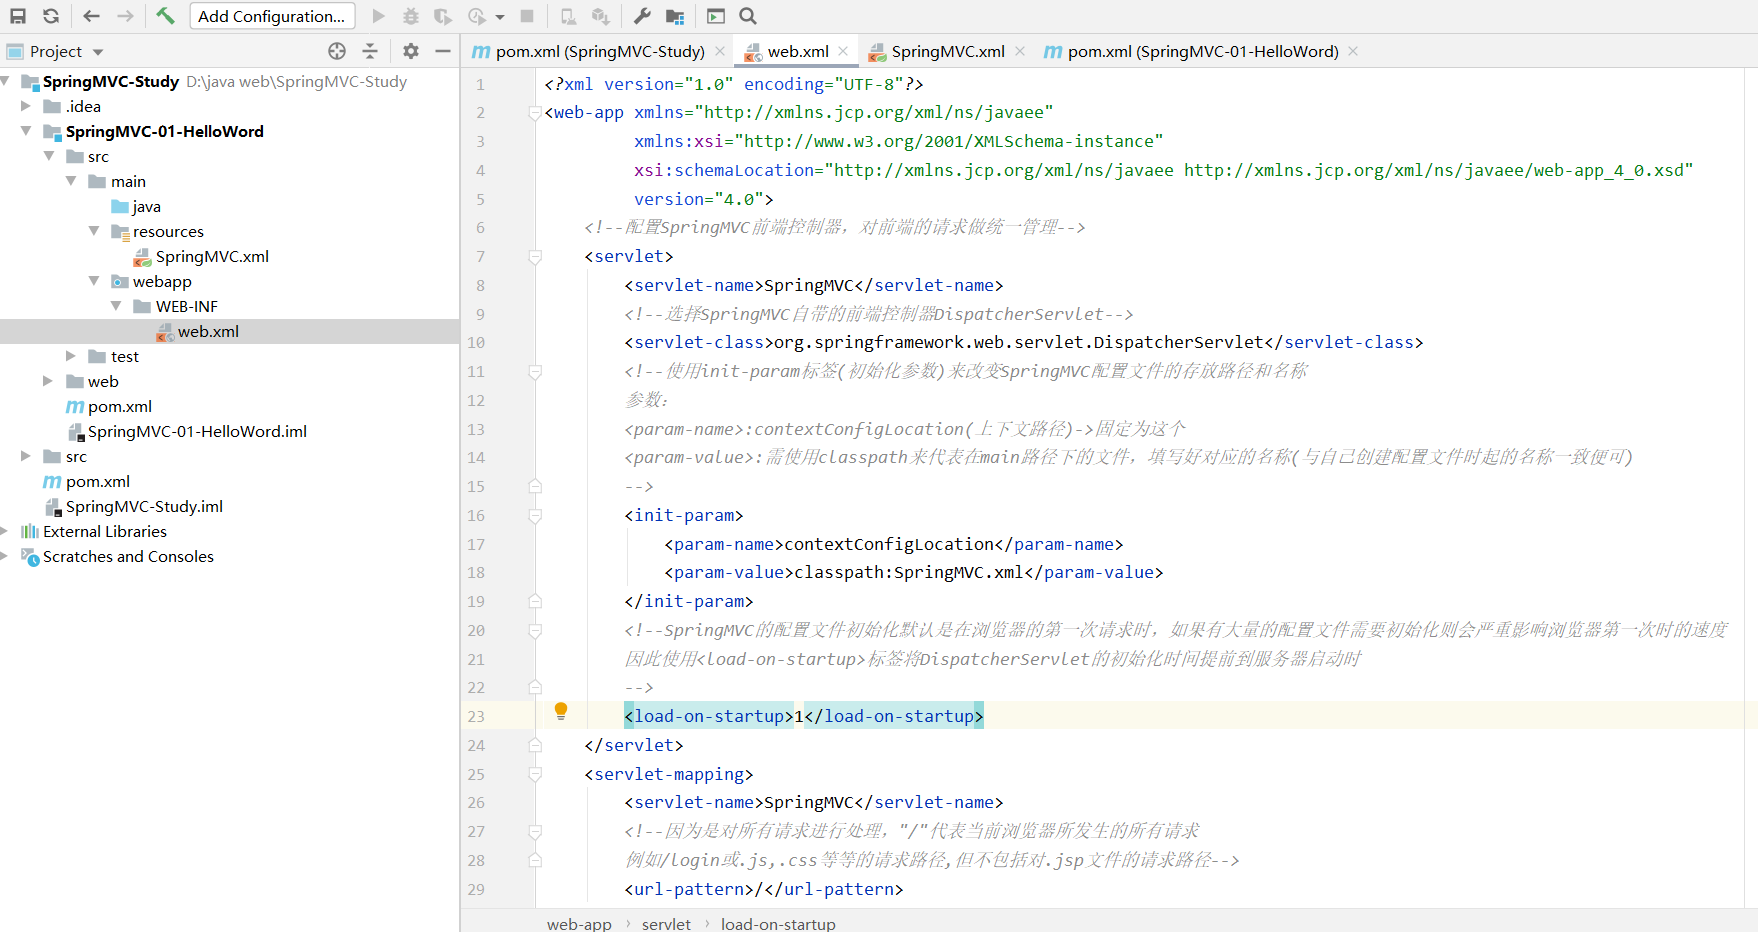 Add Configuration...
Project
pom.xml (SpringMVC-Study)
web.xml
SpringMVC.xml
pom.xml (SpringMVC-01-HelloWord)
SpringMVC-Study D:\java web\SpringMVC-Study
.idea
SpringMVC-01-HelloWord
src
main
java
resources
SpringMVC.xml
webapp
WEB-INF
web.xml
test
web
pom.xml
SpringMVC-01-HelloWord.iml
src
pom.xml
SpringMVC-Study.iml
External Libraries
Scratches and Consoles
1 <?xml version="1.0" encoding="UTF-8"?>
2 <web-app xmlns="http://xmlns.jcp.org/xml/ns/javaee"
3 xmlns:xsi="http://www.w3.org/2001/XMLSchema-instance"
4 xsi:schemaLocation="http://xmlns.jcp.org/xml/ns/javaee http://xmlns.jcp.org/xml/ns/javaee/web-app_4_0.xsd"
5 version="4.0">
6 <!--配置SpringMVC前端控制器，对前端的请求做统一管理-->
7 <servlet>
8 <servlet-name>SpringMVC</servlet-name>
9 <!--选择SpringMVC自带的前端控制器DispatcherServlet-->
10 <servlet-class>org.springframework.web.servlet.DispatcherServlet</servlet-class>
11 <!--使用init-param标签(初始化参数)来改变SpringMVC配置文件的存放路径和名称
12 参数：
13 <param-name>:contextConfigLocation(上下文路径)->固定为这个
14 <param-value>:需使用classpath来代表在main路径下的文件，填写好对应的名称(与自己创建配置文件时起的名称一致便可)
15 -->
16 <init-param>
17 <param-name>contextConfigLocation</param-name>
18 <param-value>classpath:SpringMVC.xml</param-value>
19 </init-param>
20 <!--SpringMVC的配置文件初始化默认是在浏览器的第一次请求时，如果有大量的配置文件需要初始化则会严重影响浏览器第一次时的速度
21 因此使用<load-on-startup>标签将DispatcherServlet的初始化时间提前到服务器启动时
22 -->
23 <load-on-startup>1</load-on-startup>
24 </servlet>
25 <servlet-mapping>
26 <servlet-name>SpringMVC</servlet-name>
27 <!--因为是对所有请求进行处理，"/"代表当前浏览器所发生的所有请求
28 例如/login或.js,.css等等的请求路径,但不包括对.jsp文件的请求路径-->
29 <url-pattern>/</url-pattern>
web-app › servlet › load-on-startup